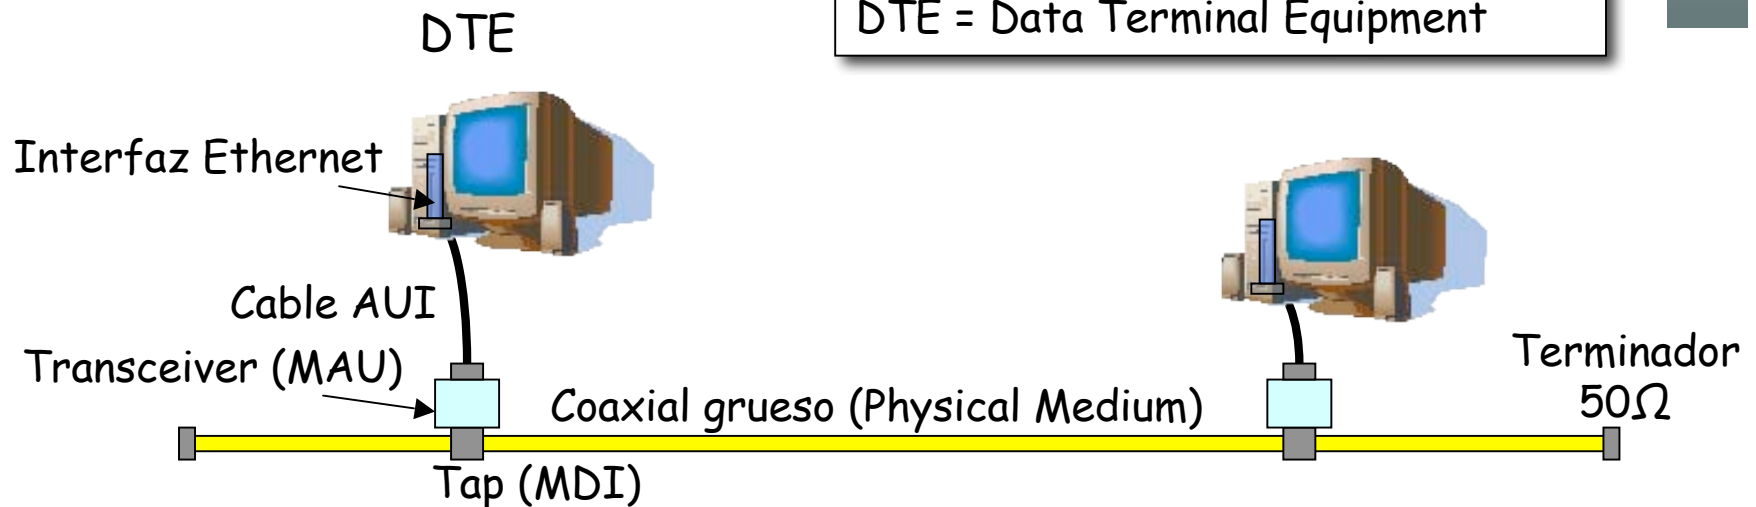 DTE
DTE = Data Terminal Equipment
Interfaz Ethernet
Cable AUI
Transceiver (MAU)
Coaxial grueso (Physical Medium)
Terminador
50Ω
Tap (MDI)